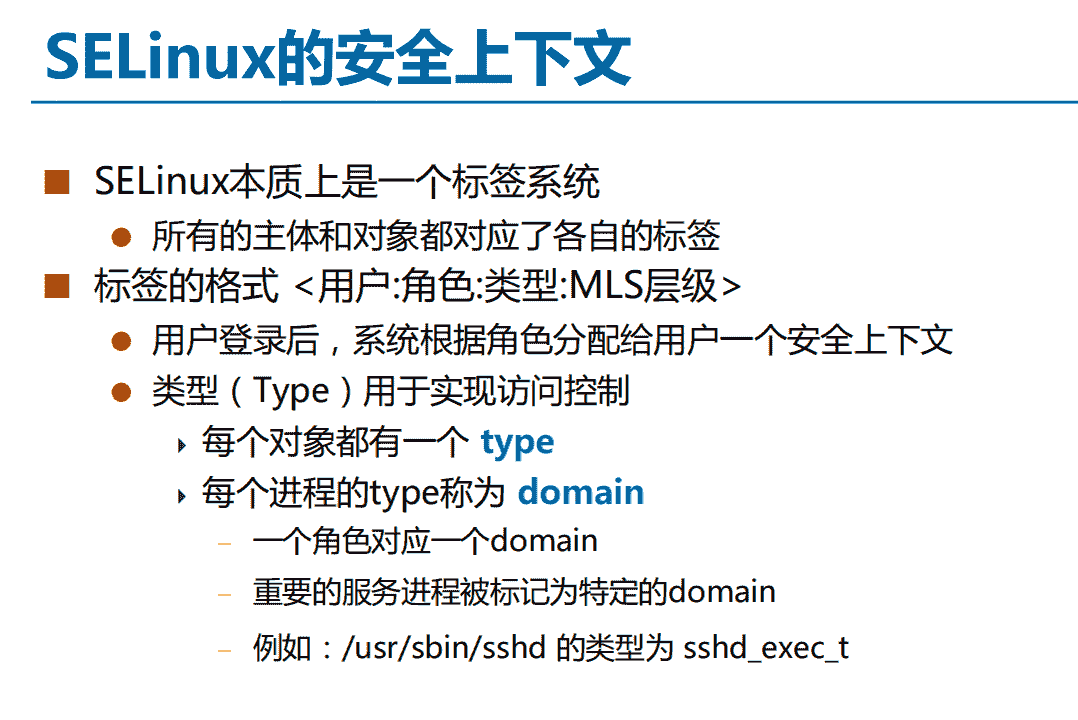 SELinux的安全上下文
SELinux本质上是一个标签系统
所有的主体和对象都对应了各自的标签
标签的格式 <用户:角色:类型:MLS层级>
用户登录后，系统根据角色分配给用户一个安全上下文
类型（Type）用于实现访问控制
每个对象都有一个 type
每个进程的type称为 domain
一个角色对应一个domain
重要的服务进程被标记为特定的domain
例如：/usr/sbin/sshd 的类型为 sshd_exec_t